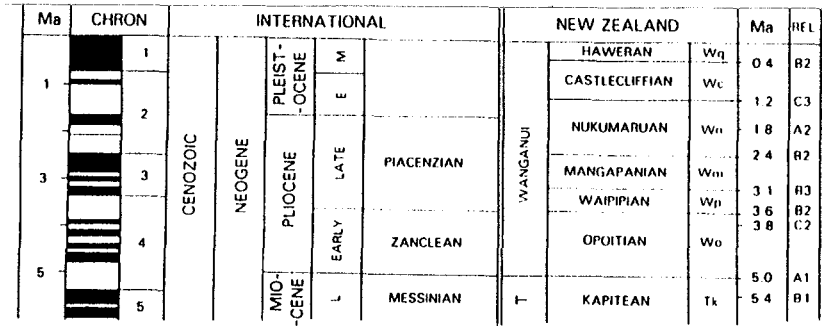 Ma CHRON INTERNATIONAL NEW ZEALAND Ma REL
1 M HAWERAN Wq
0.4 B2
1 PLEIST-OCENE E CASTLECLIFFIAN Wc
1.2 C3
2 NUKUMARUAN Wn 1.8 A2
2.4 B2
CENOZOIC NEOGENE PLIOCENE LATE PIACENZIAN WANGANUI
3 3 MANGAPANIAN Wm
3.1 B3
WAIPIPIAN Wp
3.6 B2
3.8 C2
4 EARLY ZANCLEAN OPOITIAN Wo
5 5.0 A1
5 MIO-CENE L MESSINIAN T KAPITEAN Tk 5.4 B1